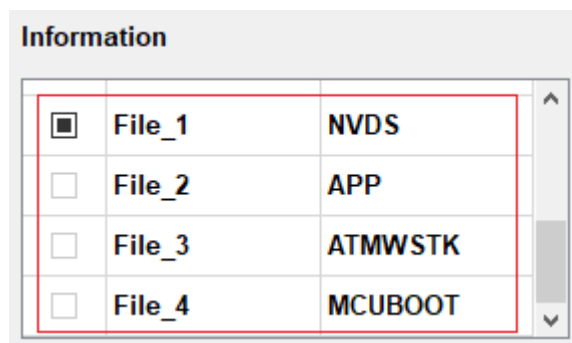 Information
File_1 NVDS
File_2 APP
File_3 ATMWSTK
File_4 MCUBOOT